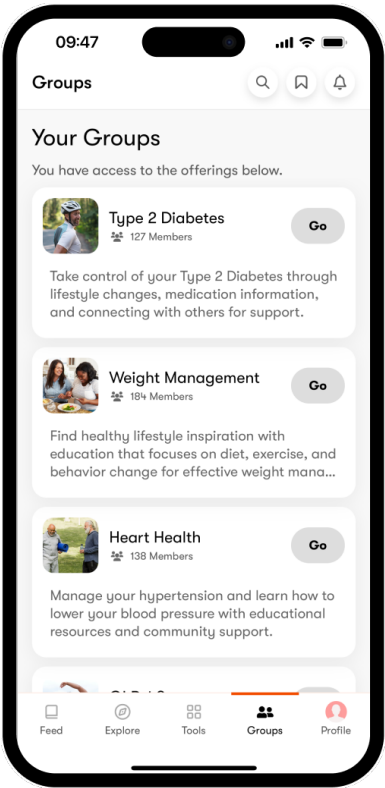 09:47
Groups
Your Groups
You have access to the offerings below.
Type 2 Diabetes
127 Members
Go
Take control of your Type 2 Diabetes through
lifestyle changes, medication information,
and connecting with others for support.
Weight Management
184 Members
Go
Find healthy lifestyle inspiration with
education that focuses on diet, exercise, and
behavior change for effective weight mana...
Heart Health
138 Members
Go
Manage your hypertension and learn how to
lower your blood pressure with educational
resources and community support.
Feed
Explore
Tools
Groups
Profile